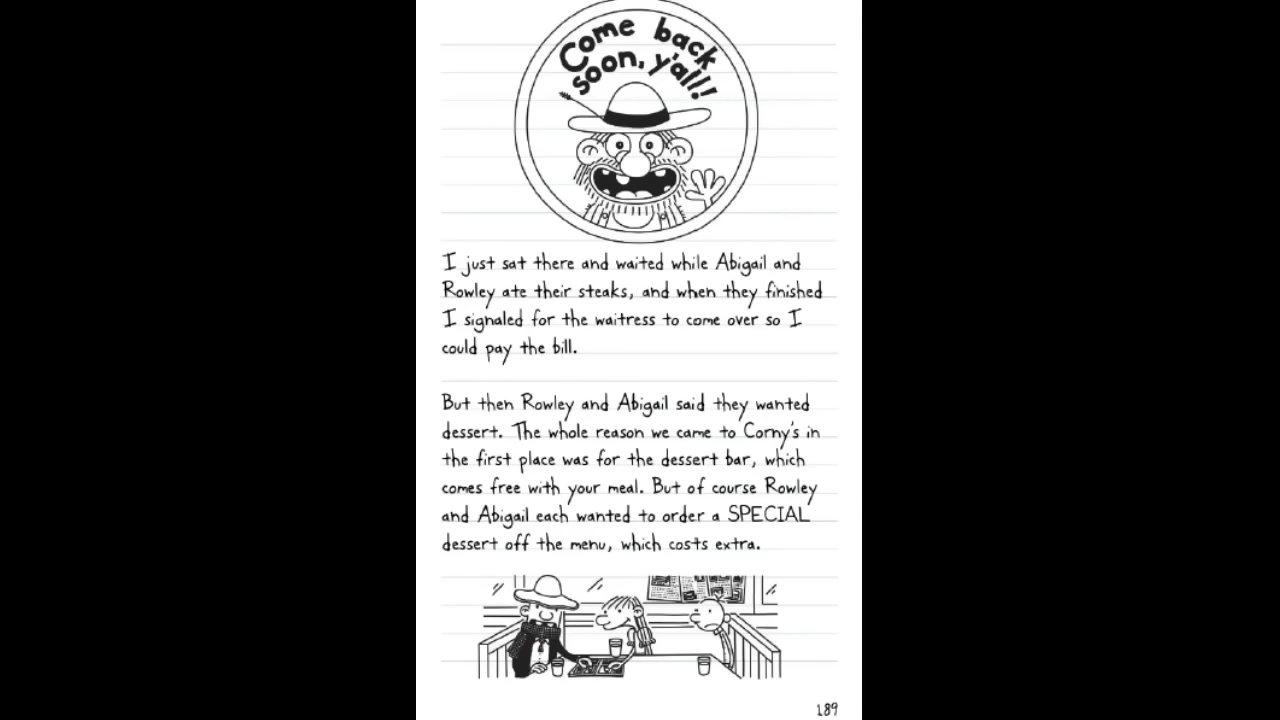 Come back
soon, y'all!
I just sat there and waited while Abigail and
Rowley ate their steaks, and when they finished
I signaled for the waitress to come over so I
could pay the bill.
But then Rowley and Abigail said they wanted
dessert. The whole reason we came to Corny's in
the first place was for the dessert bar, which
comes free with your meal. But of course Rowley
and Abigail each wanted to order a SPECIAL
dessert off the menu, which costs extra.
189